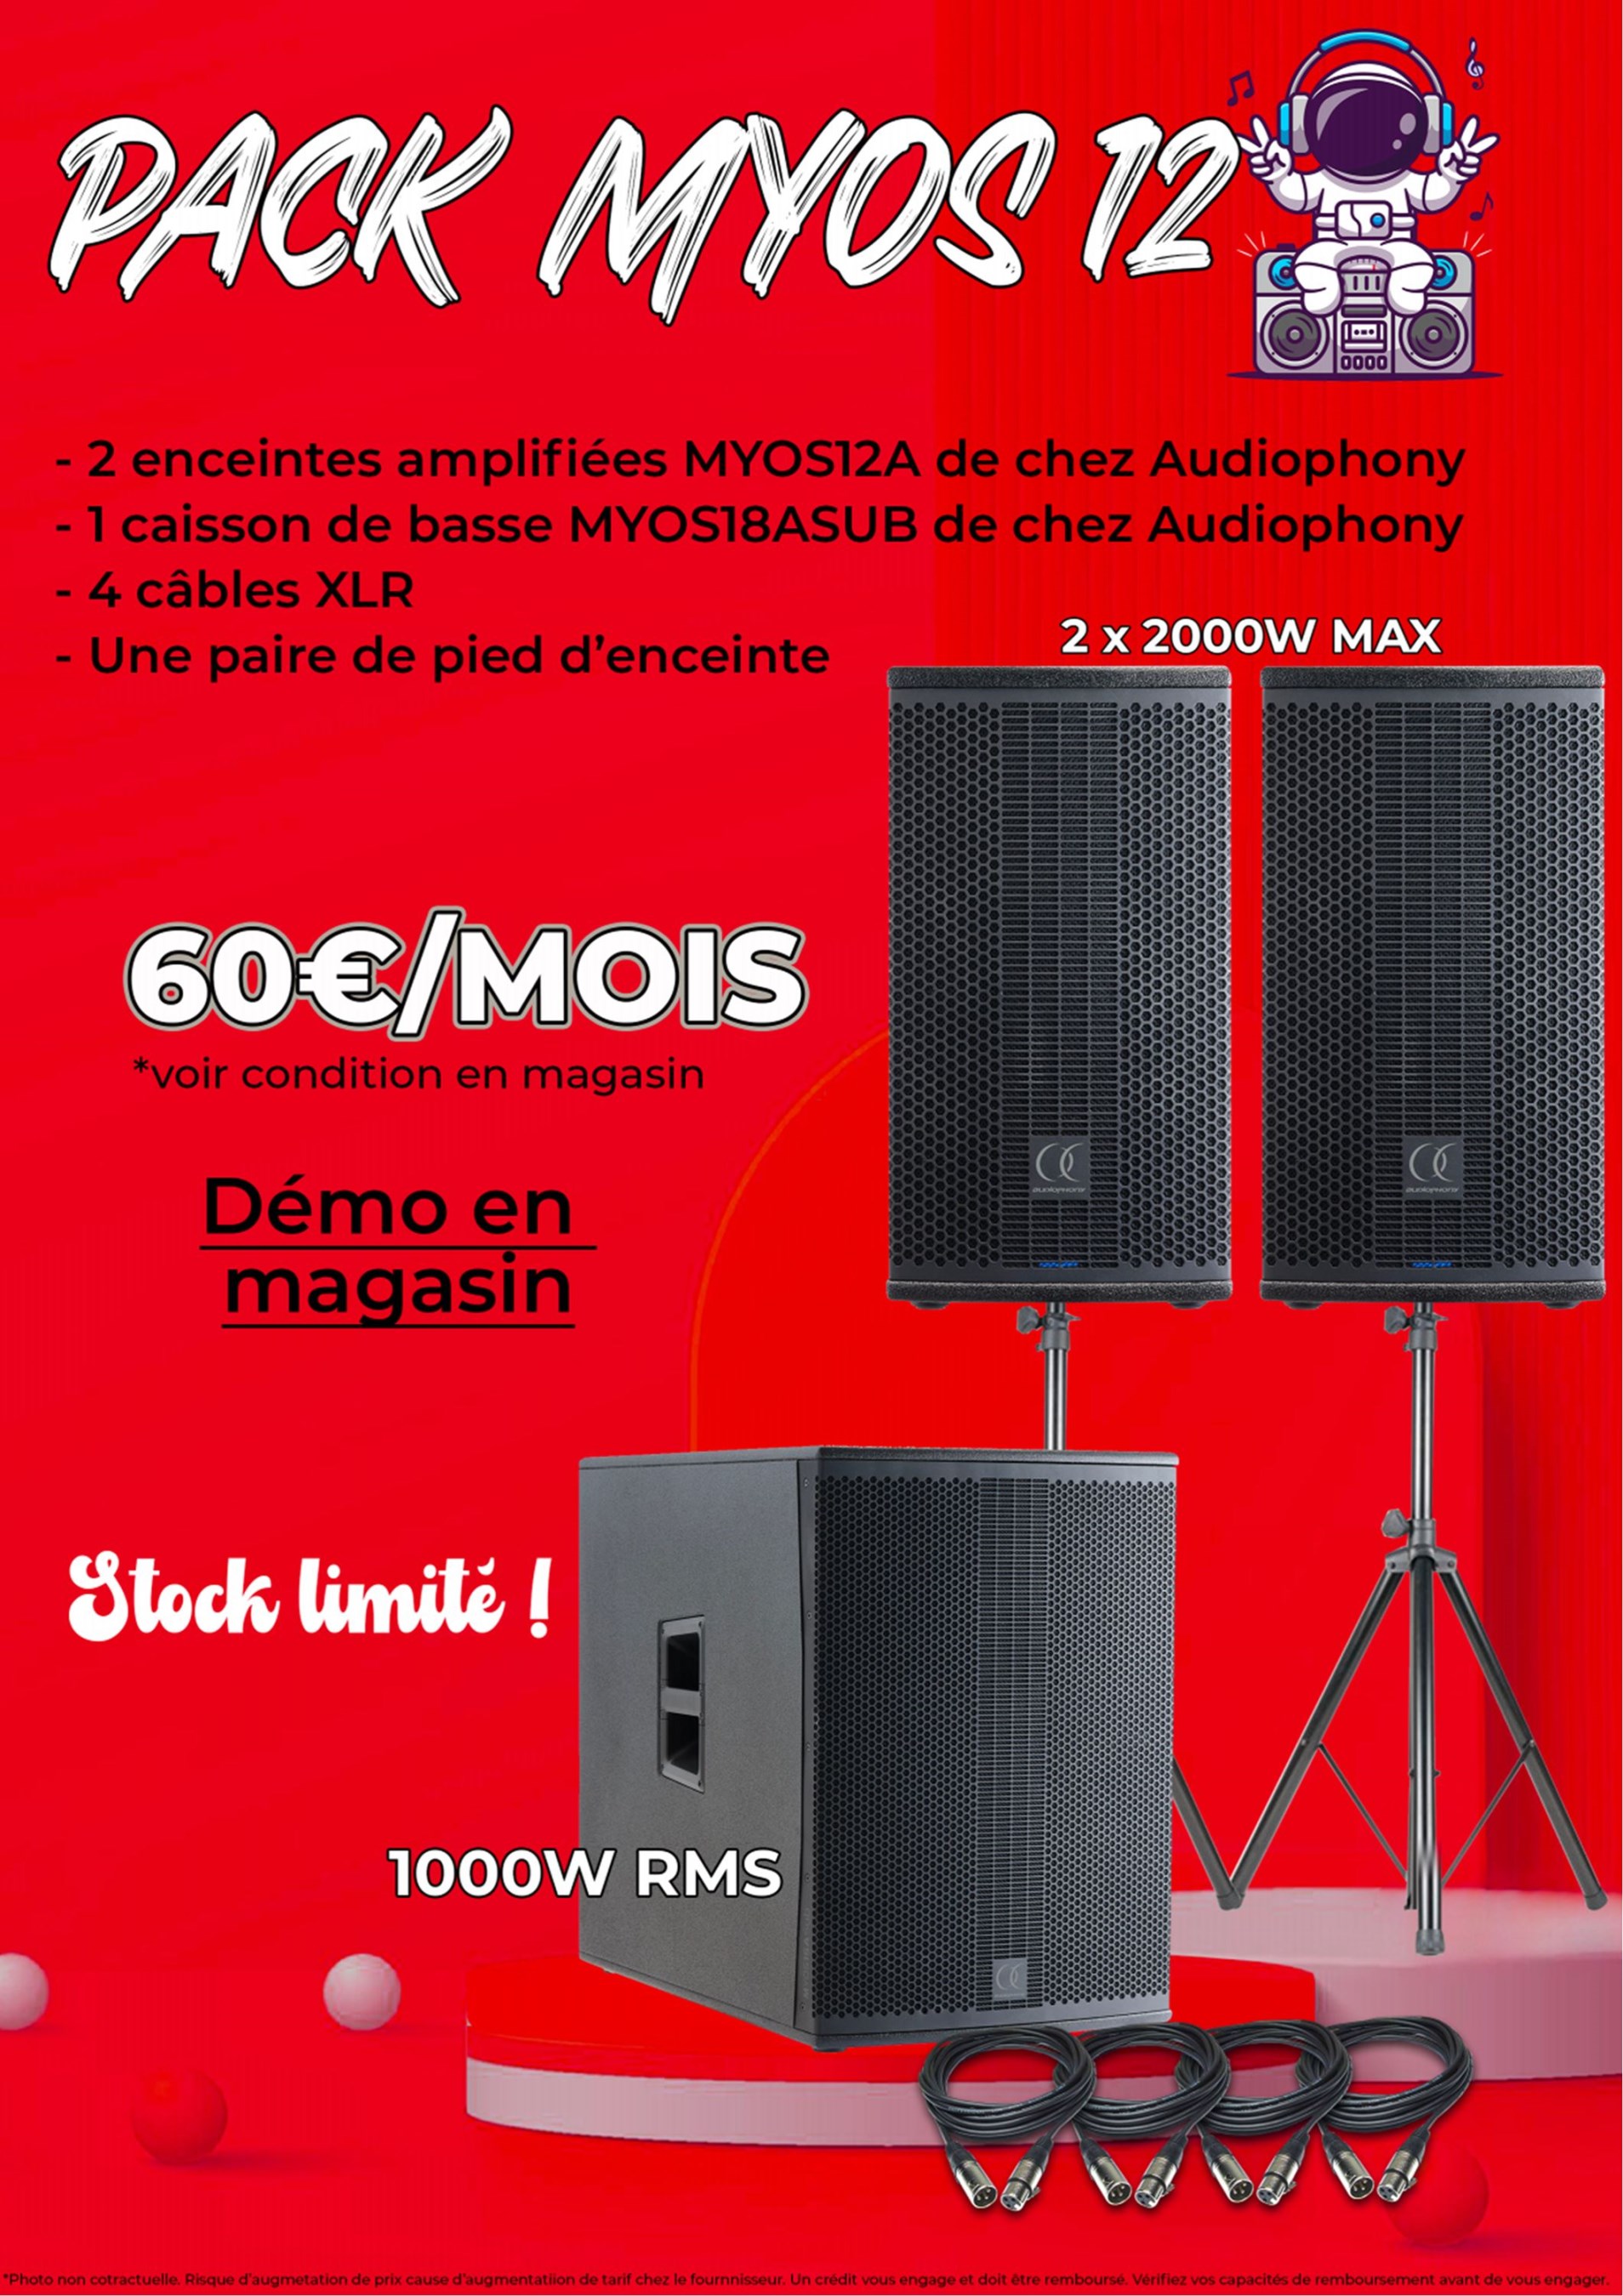 PACK MYOS 12
- 2 enceintes amplifiées MYOS12A de chez Audiophony
- 1 caisson de basse MYOS18ASUB de chez Audiophony
- 4 câbles XLR
- Une paire de pied d’enceinte
2 x 2000W MAX
60€/MOIS
*voir condition en magasin
audiophony
audiophony
Démo en
magasin
Stock limité !
1000W RMS
*Photo non cotractuelle. Risque d'augmetation de prix cause d'augmentatiion de tarif chez le fournnisseur. Un crédit vous engage et doit être remboursé. Vérifiez vos capacités de remboursement avant de vous engager.